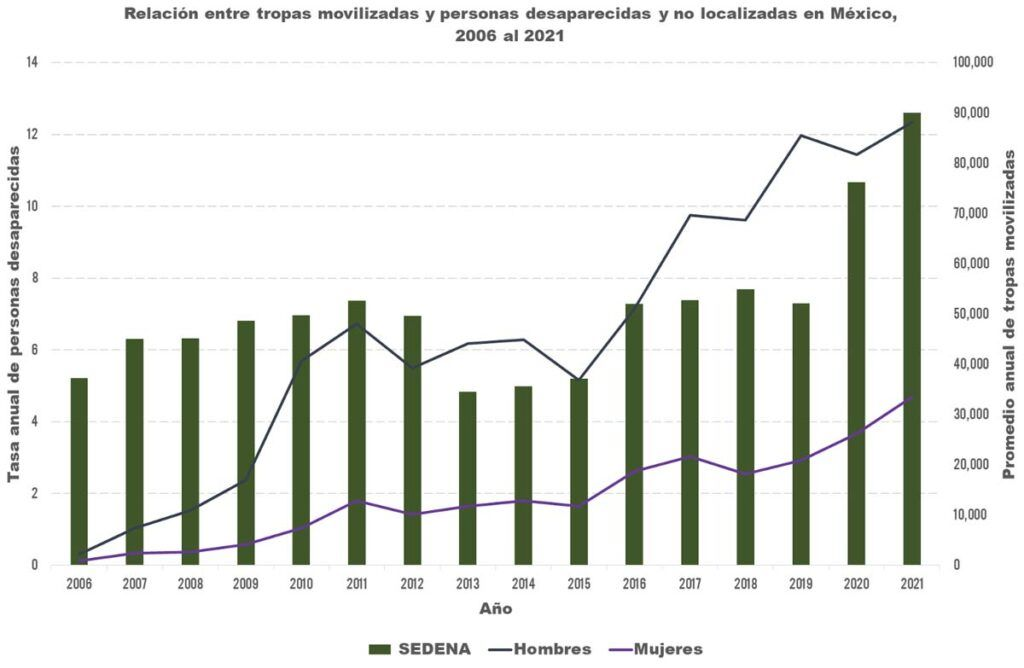 Relación entre tropas movilizadas y personas desaparecidas y no localizadas en México,
2006 al 2021
Tasa anual de personas desaparecidas
14
12
10
8
6
4
2
0
100,000
90,000
80,000
70,000
60,000
50,000
40,000
30,000
20,000
10,000
0
Promedio anual de tropas movilizadas
2006 2007 2008 2009 2010 2011 2012 2013 2014 2015 2016 2017 2018 2019 2020 2021
Año
SEDENA Hombres Mujeres